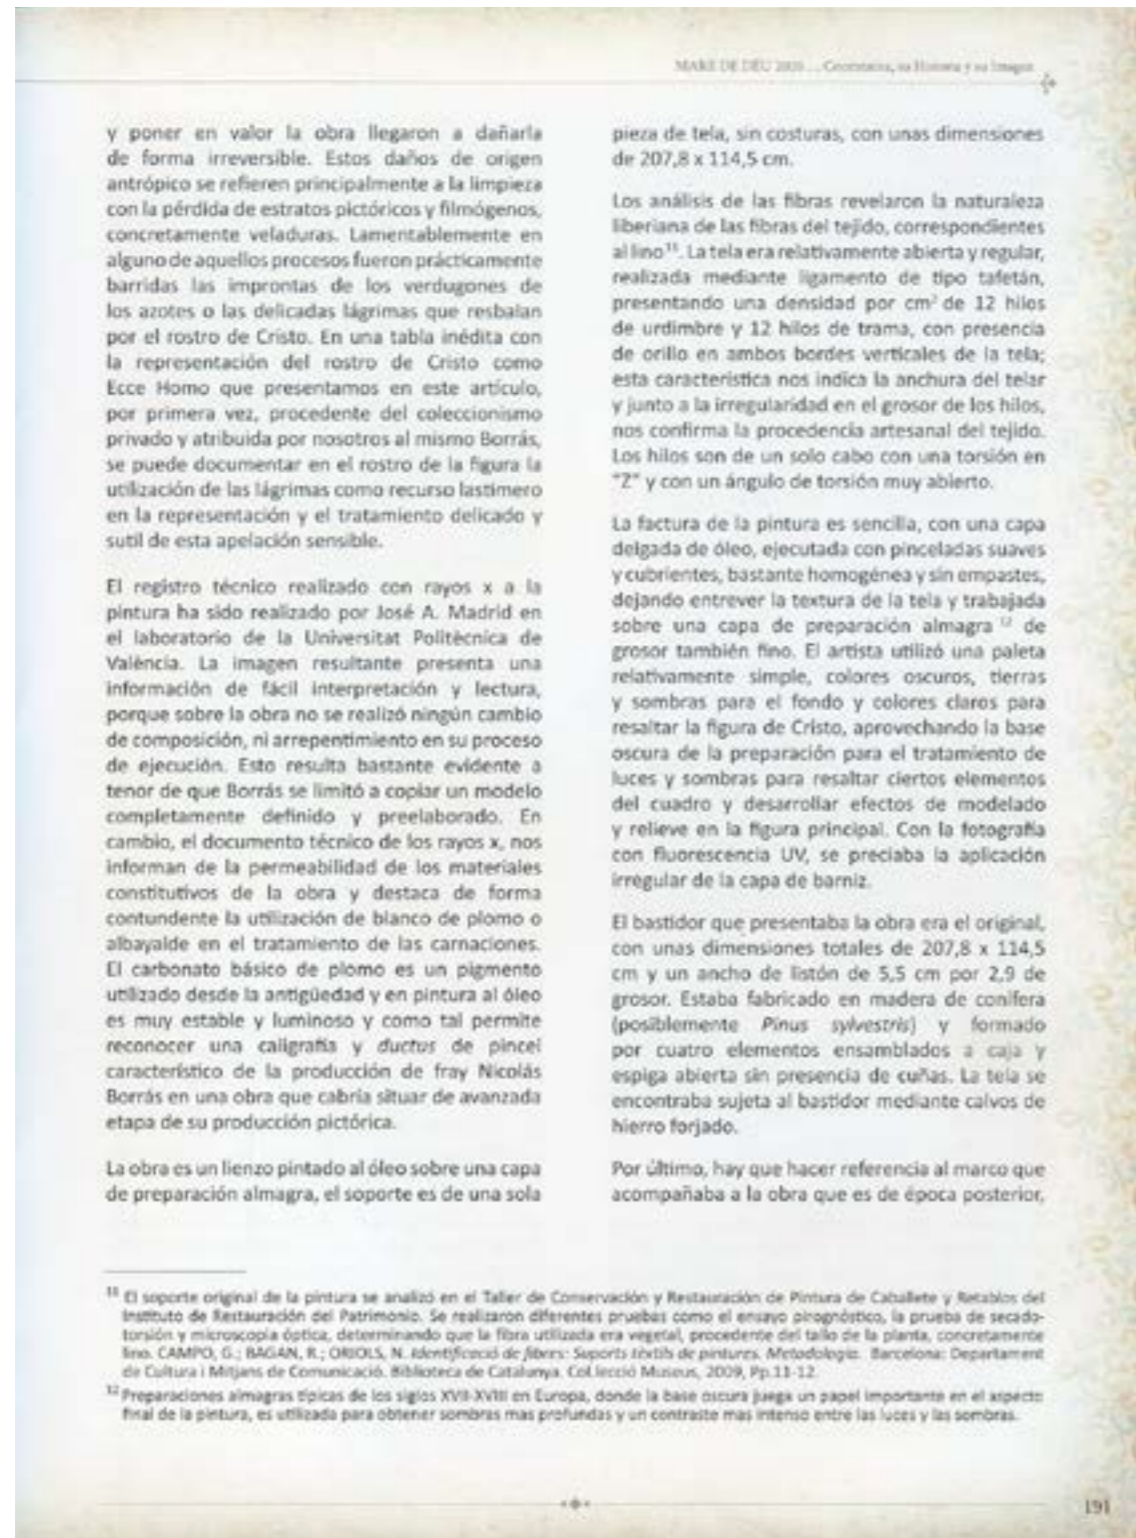 MARE DE DÉU 2020 ... Cocentaina, su Historia y su Imagen
y poner en valor la obra llegaron a dañarla
de forma irreversible. Estos daños de origen
antrópico se refieren principalmente a la limpieza
con la pérdida de estratos pictóricos y filmógenos,
concretamente veladuras. Lamentablemente en
alguno de aquellos procesos fueron prácticamente
barridas las improntas de los verdugones de
los azotes o las delicadas lágrimas que resbalan
por el rostro de Cristo. En una tabla inédita con
la representación del rostro de Cristo como
Ecce Homo que presentamos en este artículo,
por primera vez, procedente del coleccionismo
privado y atribuida por nosotros al mismo Borrás,
se puede documentar en el rostro de la figura la
utilización de las lágrimas como recurso lastimero
en la representación y el tratamiento delicado y
sutil de esta apelación sensible.
El registro técnico realizado con rayos x a la
pintura ha sido realizado por José A. Madrid en
el laboratorio de la Universitat Politècnica de
València. La imagen resultante presenta una
información de fácil interpretación y lectura,
porque sobre la obra no se realizó ningún cambio
de composición, ni arrepentimiento en su proceso
de ejecución. Esto resulta bastante evidente a
tenor de que Borrás se limitó a copiar un modelo
completamente definido y preelaborado. En
cambio, el documento técnico de los rayos x, nos
informan de la permeabilidad de los materiales
constitutivos de la obra y destaca de forma
contundente la utilización de blanco de plomo o
albayalde en el tratamiento de las carnaciones.
El carbonato básico de plomo es un pigmento
utilizado desde la antigüedad y en pintura al óleo
es muy estable y luminoso y como tal permite
reconocer una caligrafía y ductus de pincel
característico de la producción de fray Nicolás
Borrás en una obra que cabría situar de avanzada
etapa de su producción pictórica.
La obra es un lienzo pintado al óleo sobre una capa
de preparación almagra, el soporte es de una sola
pieza de tela, sin costuras, con unas dimensiones
de 207,8 x 114,5 cm.
Los análisis de las fibras revelaron la naturaleza
liberiana de las fibras del tejido, correspondientes
al lino¹¹. La tela era relativamente abierta y regular,
realizada mediante ligamento de tipo tafetán,
presentando una densidad por cm² de 12 hilos
de urdimbre y 12 hilos de trama, con presencia
de orillo en ambos bordes verticales de la tela;
esta característica nos indica la anchura del telar
y junto a la irregularidad en el grosor de los hilos,
nos confirma la procedencia artesanal del tejido.
Los hilos son de un solo cabo con una torsión en
"Z" y con un ángulo de torsión muy abierto.
La factura de la pintura es sencilla, con una capa
delgada de óleo, ejecutada con pinceladas suaves
y cubrientes, bastante homogénea y sin empastes,
dejando entrever la textura de la tela y trabajada
sobre una capa de preparación almagra ¹² de
grosor también fino. El artista utilizó una paleta
relativamente simple, colores oscuros, tierras
y sombras para el fondo y colores claros para
resaltar la figura de Cristo, aprovechando la base
oscura de la preparación para el tratamiento de
luces y sombras para resaltar ciertos elementos
del cuadro y desarrollar efectos de modelado
y relieve en la figura principal. Con la fotografía
con fluorescencia UV, se preciaba la aplicación
irregular de la capa de barniz.
El bastidor que presentaba la obra era el original,
con unas dimensiones totales de 207,8 x 114,5
cm y un ancho de listón de 5,5 cm por 2,9 de
grosor. Estaba fabricado en madera de conífera
(posiblemente Pinus sylvestris) y formado
por cuatro elementos ensamblados a caja y
espiga abierta sin presencia de cuñas. La tela se
encontraba sujeta al bastidor mediante calvos de
hierro forjado.
Por último, hay que hacer referencia al marco que
acompañaba a la obra que es de época posterior,
¹¹ El soporte original de la pintura se analizó en el Taller de Conservación y Restauración de Pintura de Caballete y Retablos del
Instituto de Restauración del Patrimonio. Se realizaron diferentes pruebas como el ensayo pirognóstico, la prueba de secado-
torsión y microscopía óptica, determinando que la fibra utilizada era vegetal, procedente del tallo de la planta, concretamente
lino. CAMPO, G.; BAGAN, R.; ORIOLS, N. Identificació de fibres: Suports tèxtils de pintures. Metodologia. Barcelona: Departament
de Cultura i Mitjans de Comunicació. Biblioteca de Catalunya. Col.lecció Museus, 2009, Pp.11-12.
¹² Preparaciones almagras típicas de los siglos XVII-XVIII en Europa, donde la base oscura juega un papel importante en el aspecto
final de la pintura, es utilizada para obtener sombras mas profundas y un contraste mas intenso entre las luces y las sombras.
191